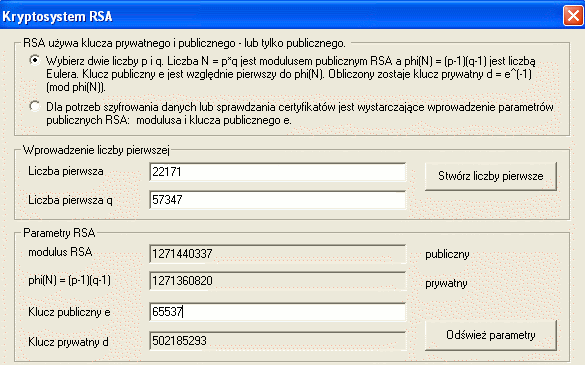 Kryptosystem RSA
RSA używa klucza prywatnego i publicznego - lub tylko publicznego.
Wybierz dwie liczby p i q. Liczba N = p*q jest modulusem publicznym RSA a phi(N) = (p-1)(q-1) jest liczbą
Eulera. Klucz publiczny e jest względnie pierwszy do phi(N). Obliczony zostaje klucz prywatny d = e^(-1)
(mod phi(N)).
Dla potrzeb szyfrowania danych lub sprawdzania certyfikatów jest wystarczające wprowadzenie parametrów
publicznych RSA: modulusa i klucza publicznego e.
Wprowadzenie liczby pierwszej
Liczba pierwsza 22171 Stwórz liczby pierwsze
Liczba pierwsza q 57347
Parametry RSA
modulus RSA 1271440337 publiczny
phi(N) = (p-1)(q-1) 1271360820 prywatny
Klucz publiczny e 65537
Klucz prywatny d 502185293 Odśwież parametry